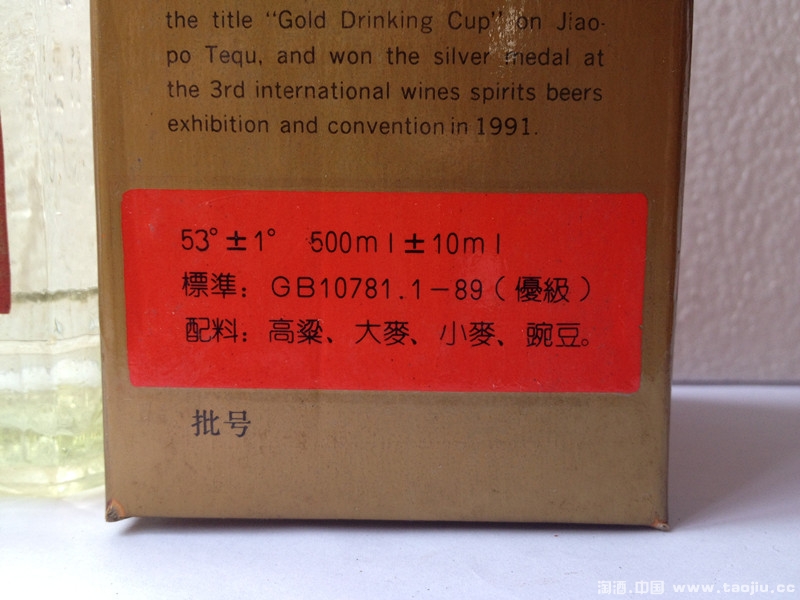 the title "Gold Drinking Cup" on Jiao-
po Tequ, and won the silver medal at
the 3rd international wines spirits beers
exhibition and convention in 1991.
53°±1° 500ml±10ml
標準：GB10781.1－89（優級）
配料：高粱、大麥、小麥、豌豆。
批号
淘酒.中国 www.taojiu.cc